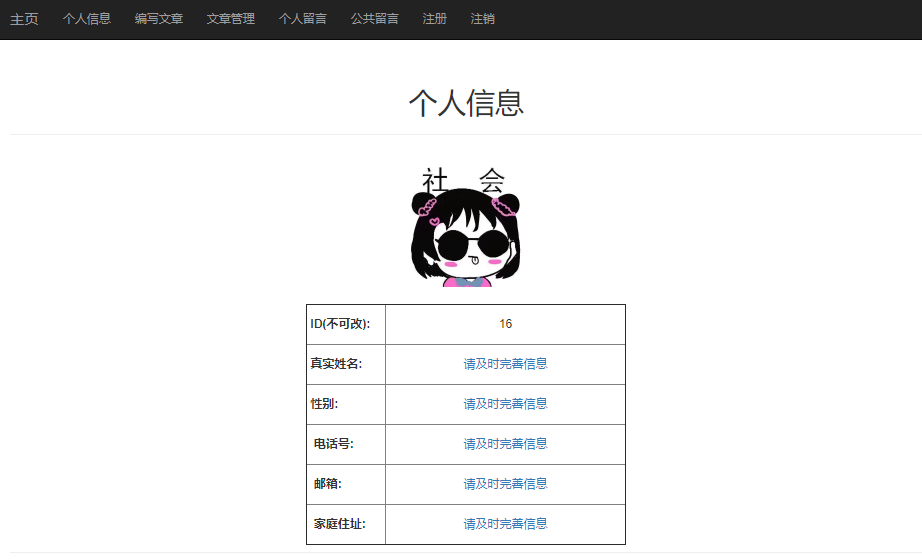 主页 个人信息 编写文章 文章管理 个人留言 公共留言 注册 注销
个人信息
社 会
ID(不可改): 16
真实姓名: 请及时完善信息
性别: 请及时完善信息
电话号: 请及时完善信息
邮箱: 请及时完善信息
家庭住址: 请及时完善信息